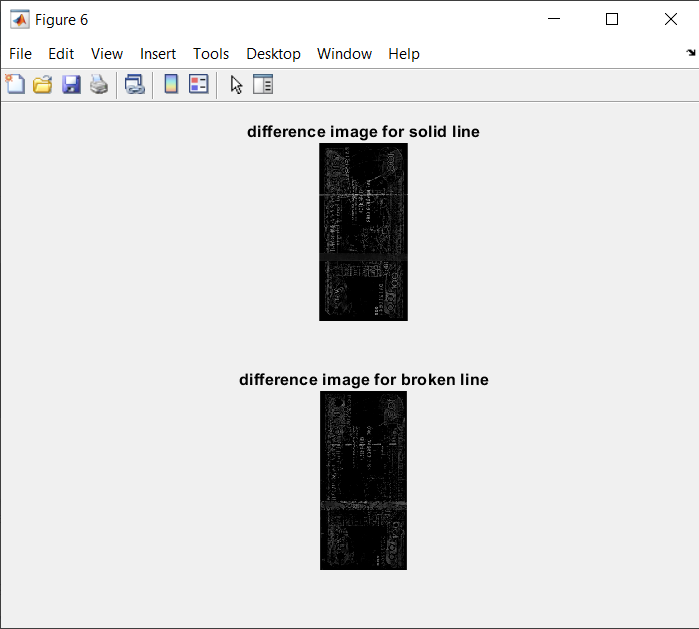 Figure 6
File Edit View Insert Tools Desktop Window Help
difference image for solid line
difference image for broken line